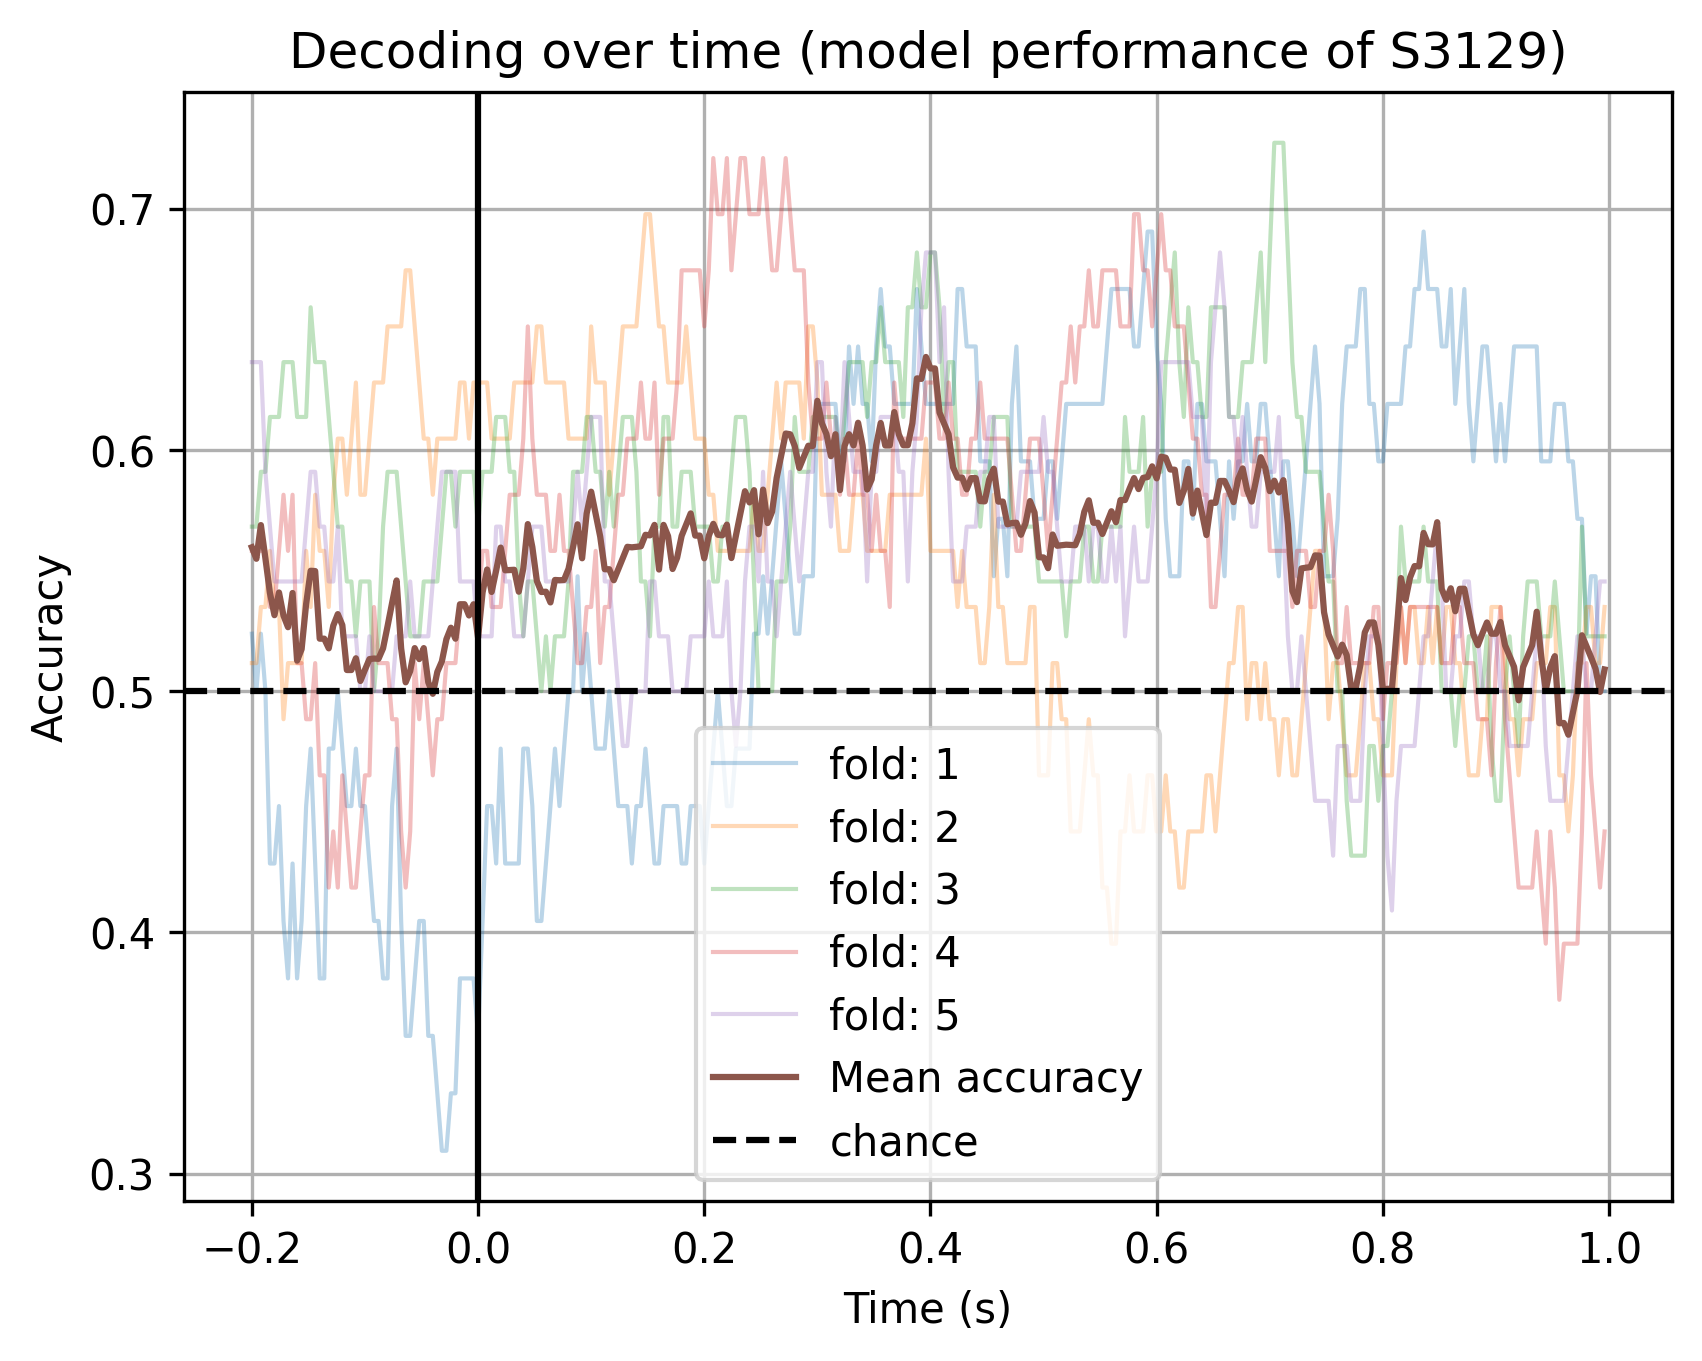 Decoding over time (model performance of S3129)
Accuracy
0.7
0.6
0.5
0.4
0.3
fold: 1
fold: 2
fold: 3
fold: 4
fold: 5
Mean accuracy
chance
−0.2 0.0 0.2 0.4 0.6 0.8 1.0
Time (s)